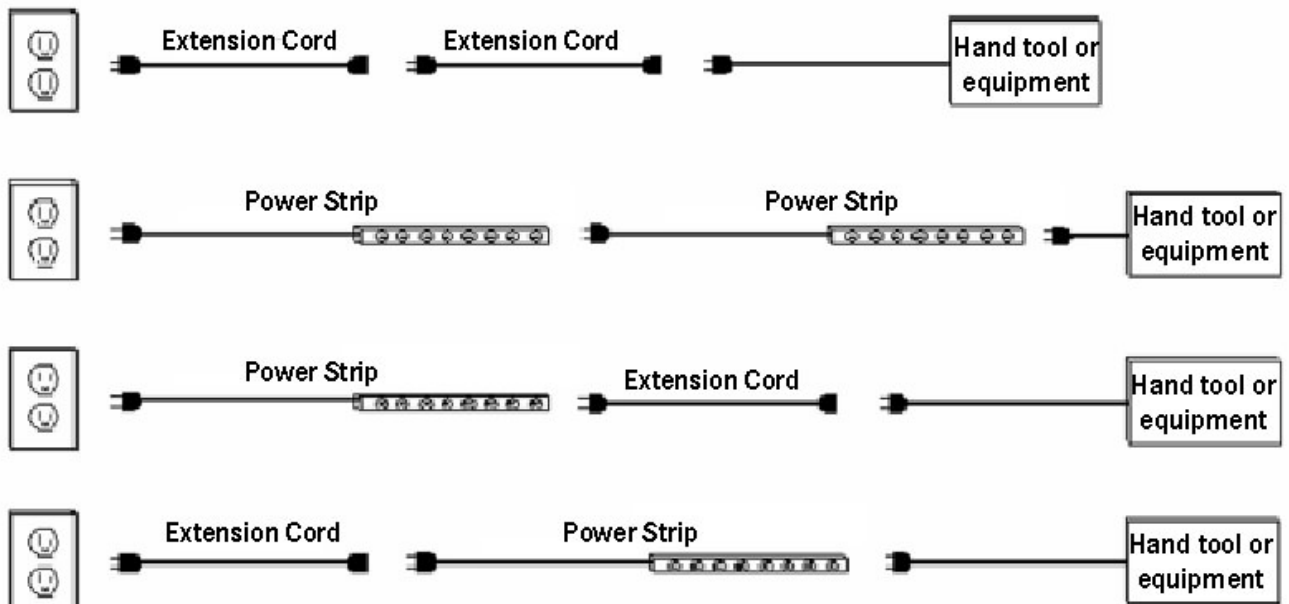 Extension Cord
Extension Cord
Hand tool or
equipment
Power Strip
Power Strip
Hand tool or
equipment
Power Strip
Extension Cord
Hand tool or
equipment
Extension Cord
Power Strip
Hand tool or
equipment